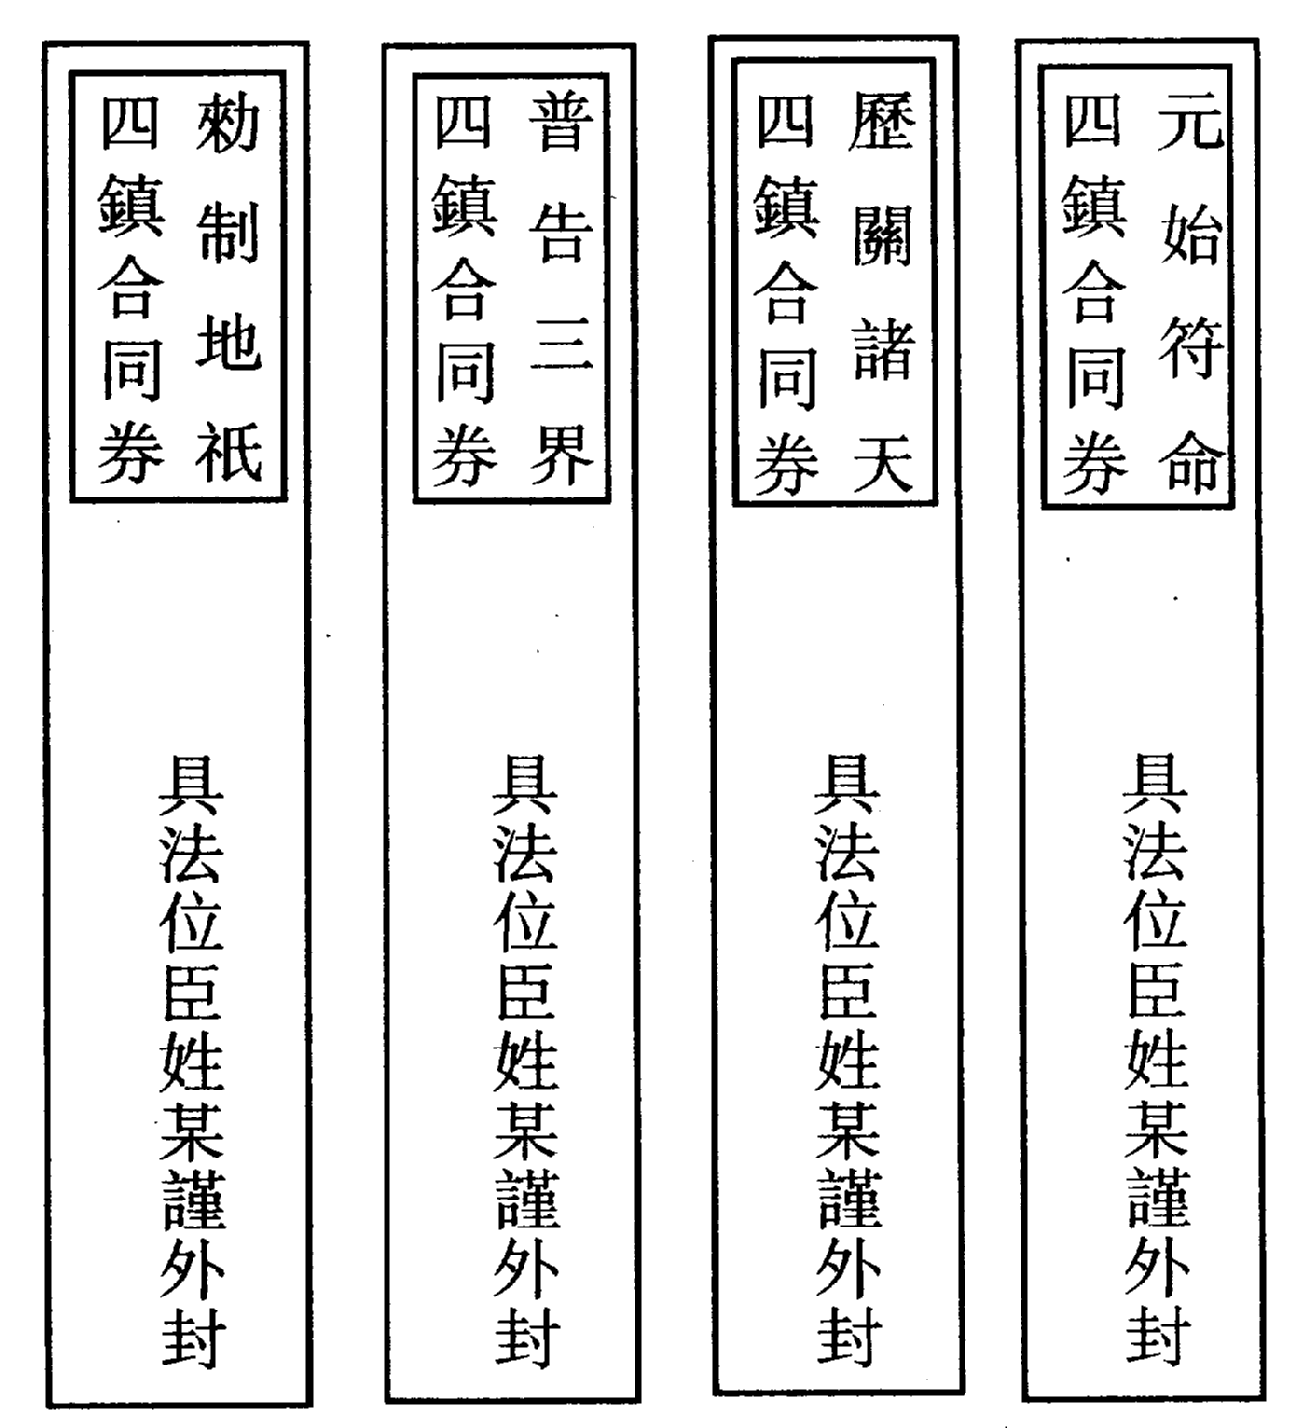 元始符命
四鎮合同券
具法位臣姓某謹外封
歷關諸天
四鎮合同券
具法位臣姓某謹外封
普告三界
四鎮合同券
具法位臣姓某謹外封
勑制地祇
四鎮合同券
具法位臣姓某謹外封